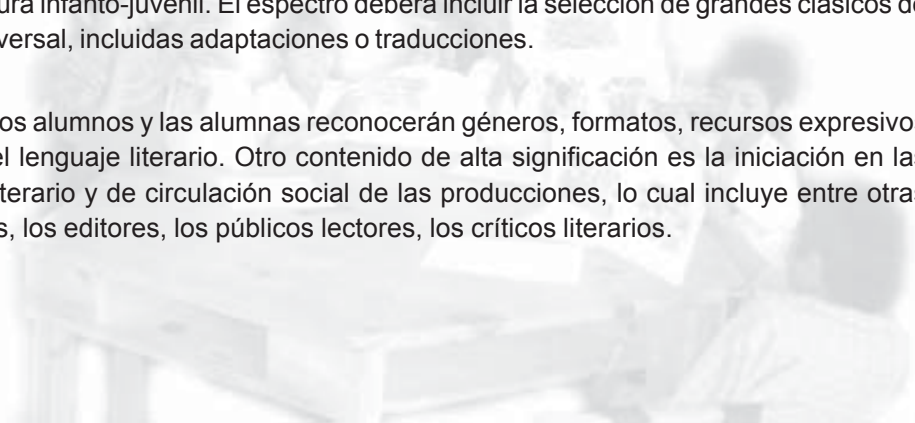 ura infanto-juvenil. El espectro deberá incluir la selección de grandes clásicos de
versal, incluidas adaptaciones o traducciones.
os alumnos y las alumnas reconocerán géneros, formatos, recursos expresivo
el lenguaje literario. Otro contenido de alta significación es la iniciación en las
iterario y de circulación social de las producciones, lo cual incluye entre otras
s, los editores, los públicos lectores, los críticos literarios.